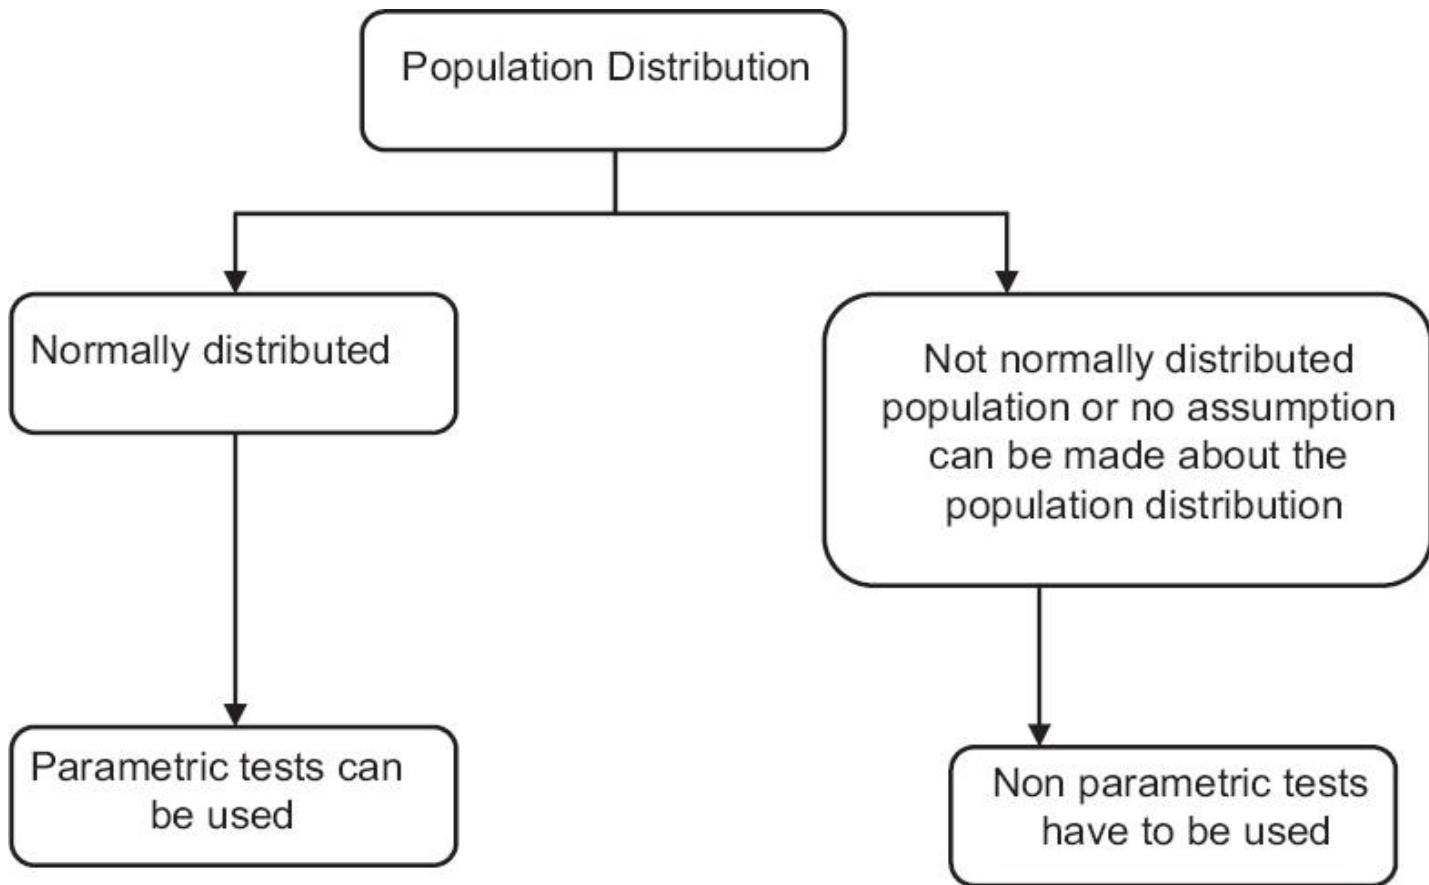 Population Distribution
Normally distributed
Not normally distributed
population or no assumption
can be made about the
population distribution
Parametric tests can
be used
Non parametric tests
have to be used